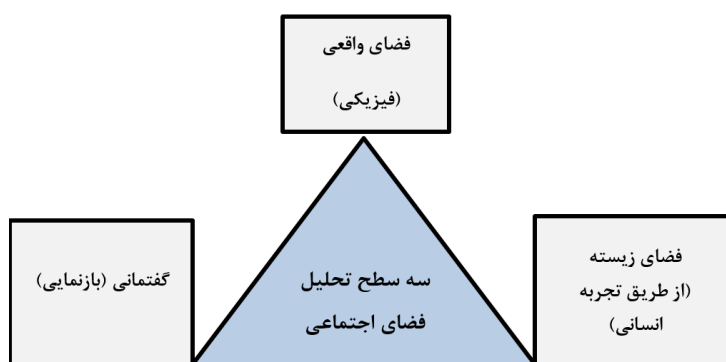 فضای واقعی
(فیزیکی)
فضای زیسته
(از طریق تجربه
انسانی)
سه سطح تحلیل
فضای اجتماعی
گفتمانی (بازنمایی)